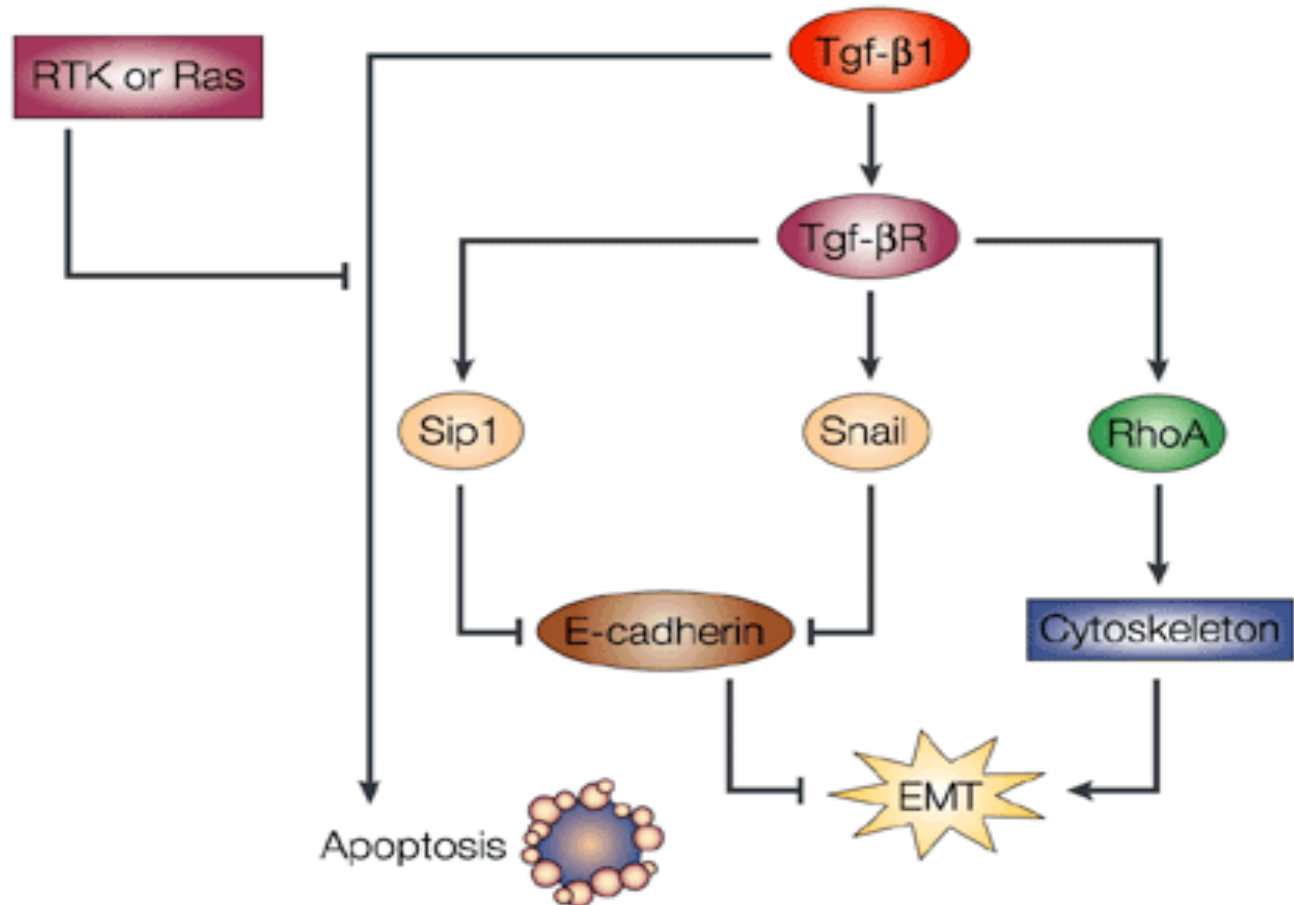 RTK or Ras
Tgf-β1
Tgf-βR
Sip1
Snail
RhoA
E-cadherin
Cytoskeleton
EMT
Apoptosis